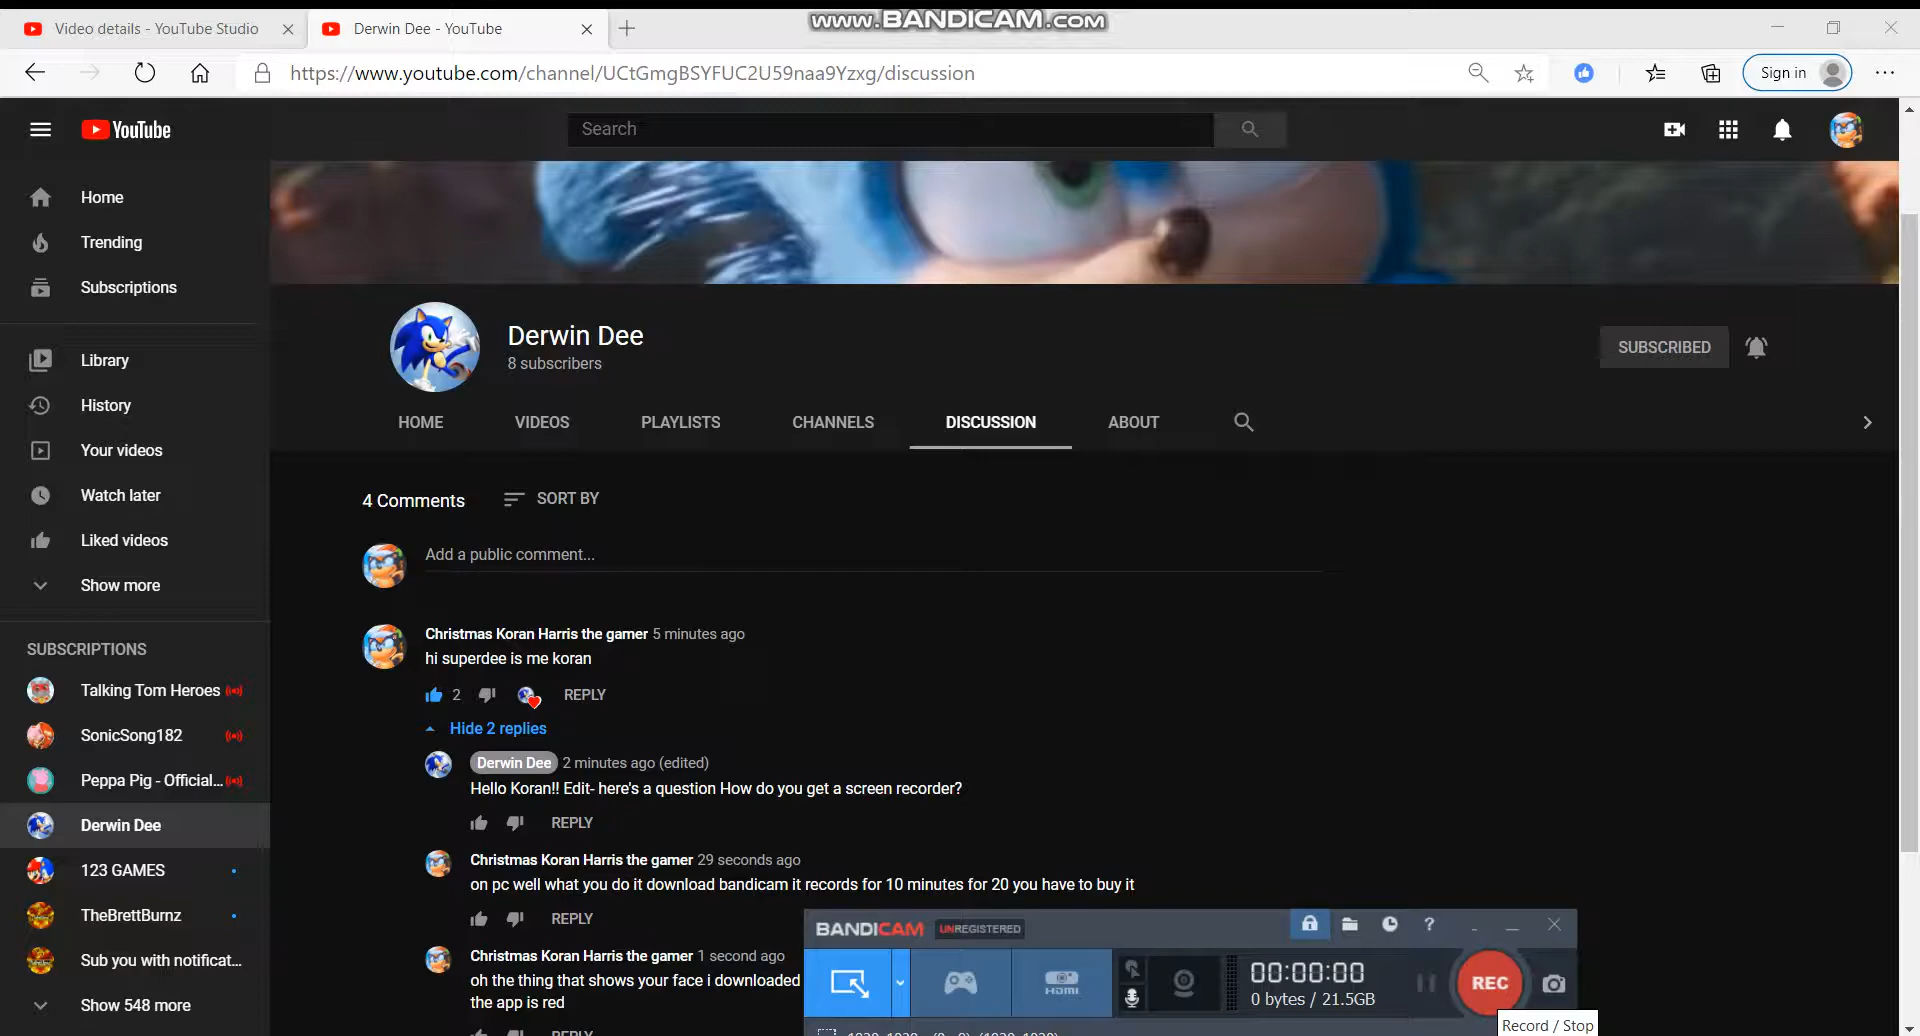 www.BANDICAM.com
Video details - YouTube Studio
Derwin Dee - YouTube
https://www.youtube.com/channel/UCtGmgBSYFUC2U59naa9Yzxg/discussion
Sign in
YouTube
Search
Home
Trending
Subscriptions
Library
History
Your videos
Watch later
Liked videos
Show more
SUBSCRIPTIONS
Talking Tom Heroes
SonicSong182
Peppa Pig - Official...
Derwin Dee
123 GAMES
TheBrettBurnz
Sub you with notificat...
Show 548 more
Derwin Dee
8 subscribers
SUBSCRIBED
HOME VIDEOS PLAYLISTS CHANNELS DISCUSSION ABOUT
4 Comments SORT BY
Add a public comment...
Christmas Koran Harris the gamer 5 minutes ago
hi superdee is me koran
2 REPLY
Hide 2 replies
Derwin Dee 2 minutes ago (edited)
Hello Koran!! Edit- here's a question How do you get a screen recorder?
REPLY
Christmas Koran Harris the gamer 29 seconds ago
on pc well what you do it download bandicam it records for 10 minutes for 20 you have to buy it
REPLY
Christmas Koran Harris the gamer 1 second ago
oh the thing that shows your face i downloaded
the app is red
BANDICAM UNREGISTERED
HDMI
00:00:00
0 bytes / 21.5GB
REC
Record / Stop